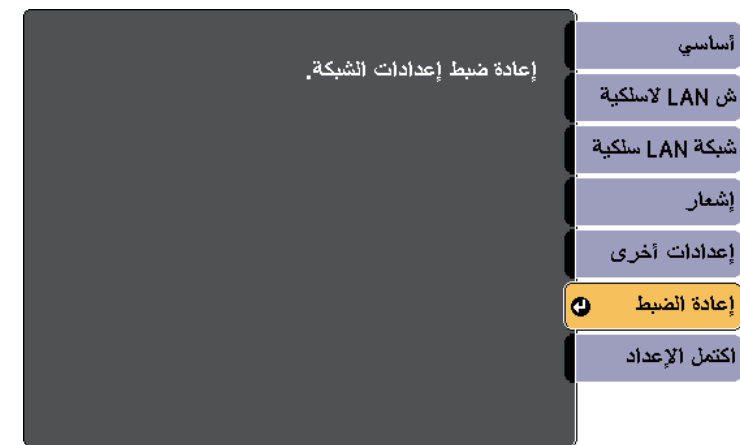 أساسي
ش LAN لاسلكية
شبكة LAN سلكية
إشعار
إعدادات أخرى
إعادة الضبط
اكتمل الإعداد
إعادة ضبط إعدادات الشبكة.